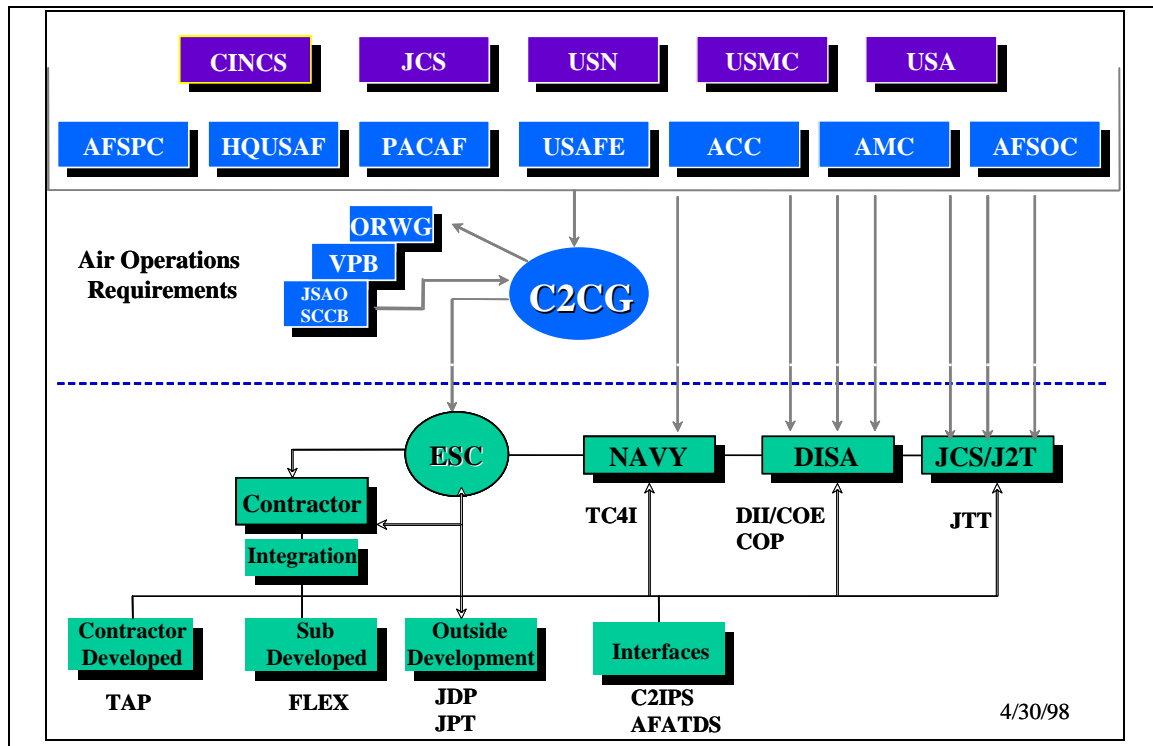 CINCS
JCS
USN
USMC
USA
AFSPC
HQUSAF
PACAF
USAFE
ACC
AMC
AFSOC
ORWG
VPB
JSAO
SCCB
Air Operations
Requirements
C2CG
ESC
NAVY
DISA
JCS/J2T
Contractor
TC4I
DII/COE
COP
JTT
Integration
Contractor
Developed
Sub
Developed
Outside
Development
Interfaces
TAP
FLEX
JDP
JPT
C2IPS
AFATDS
4/30/98